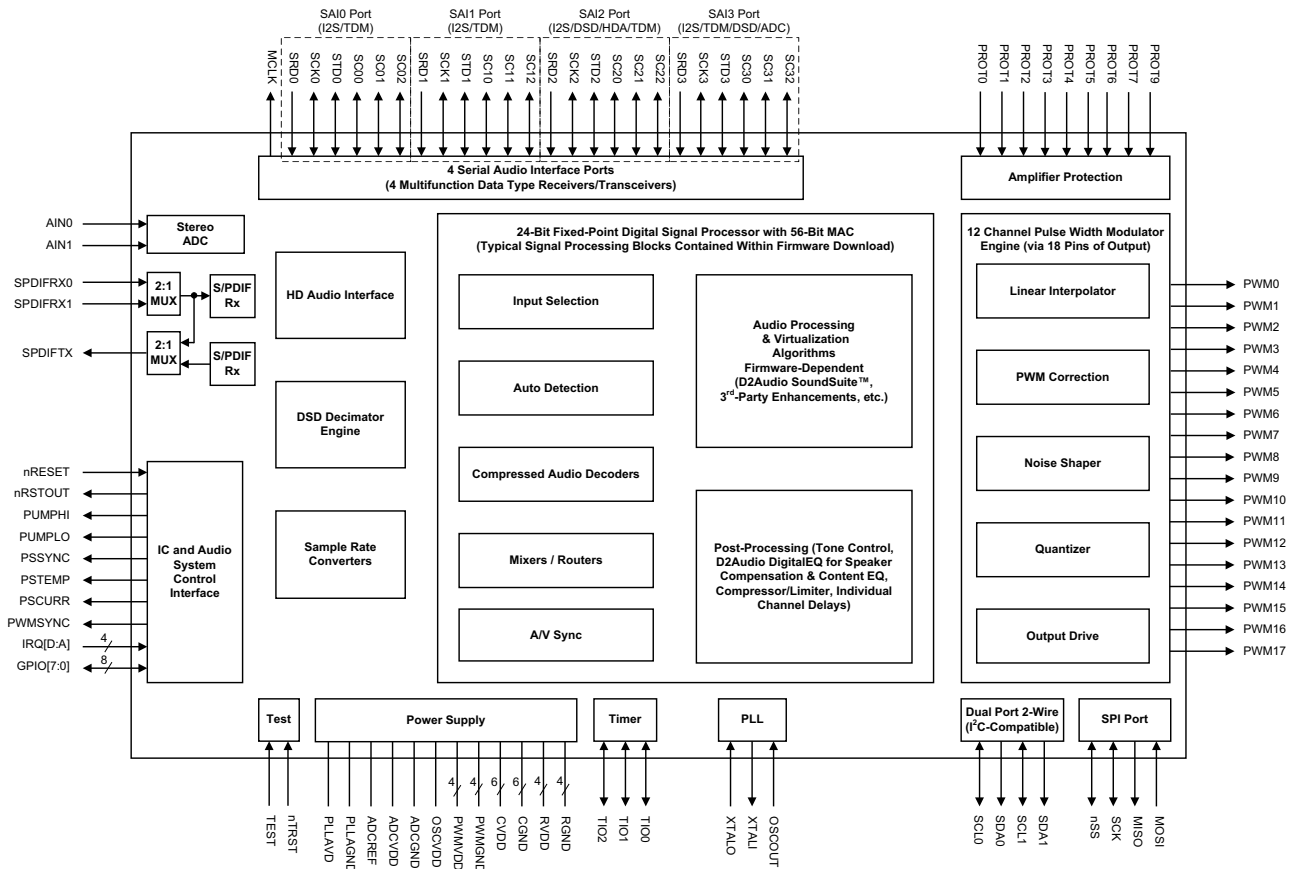 SAI0 Port
(I2S/TDM)
SAI1 Port
(I2S/TDM)
SAI2 Port
(I2S/DSD/HDA/TDM)
SAI3 Port
(I2S/TDM/DSD/ADC)
MCLK
SRD0
SCK0
STD0
SC00
SC01
SC02
SRD1
SCK1
STD1
SC10
SC11
SC12
SRD2
SCK2
STD2
SC20
SC21
SC22
SRD3
SCK3
STD3
SC30
SC31
SC32
PROT0
PROT1
PROT2
PROT3
PROT4
PROT5
PROT6
PROT7
PROT9
4 Serial Audio Interface Ports
(4 Multifunction Data Type Receivers/Transceivers)
Amplifier Protection
AIN0
AIN1
Stereo
ADC
SPDIFRX0
SPDIFRX1
2:1
MUX
S/PDIF
Rx
SPDIFTX
2:1
MUX
S/PDIF
Rx
HD Audio Interface
DSD Decimator
Engine
Sample Rate
Converters
24-Bit Fixed-Point Digital Signal Processor with 56-Bit MAC
(Typical Signal Processing Blocks Contained Within Firmware Download)
Input Selection
Auto Detection
Compressed Audio Decoders
Mixers / Routers
A/V Sync
Audio Processing
& Virtualization
Algorithms
Firmware-Dependent
(D2Audio SoundSuite™,
3rd-Party Enhancements, etc.)
Post-Processing (Tone Control,
D2Audio DigitalEQ for Speaker
Compensation & Content EQ,
Compressor/Limiter, Individual
Channel Delays)
12 Channel Pulse Width Modulator
Engine (via 18 Pins of Output)
Linear Interpolator
PWM Correction
Noise Shaper
Quantizer
Output Drive
PWM0
PWM1
PWM2
PWM3
PWM4
PWM5
PWM6
PWM7
PWM8
PWM9
PWM10
PWM11
PWM12
PWM13
PWM14
PWM15
PWM16
PWM17
nRESET
nRSTOUT
PUMPHI
PUMPLO
PSSYNC
PSTEMP
PSCURR
PWMSYNC
IRQ[D:A]
4
GPIO[7:0]
8
IC and Audio
System
Control
Interface
Test
Power Supply
Timer
PLL
Dual Port 2-Wire
(I2C-Compatible)
SPI Port
4
4
6
6
4
4
TEST
nTRST
PLLAVD
PLLAGND
ADCREF
ADCVDD
ADCGND
OSCVDD
PWMVDD
PWMGND
CVDD
CGND
RVDD
RGND
TIO2
TIO1
TIO0
XTALO
XTALI
OSCOUT
SCL0
SDA0
SCL1
SDA1
nSS
SCK
MISO
MOSI